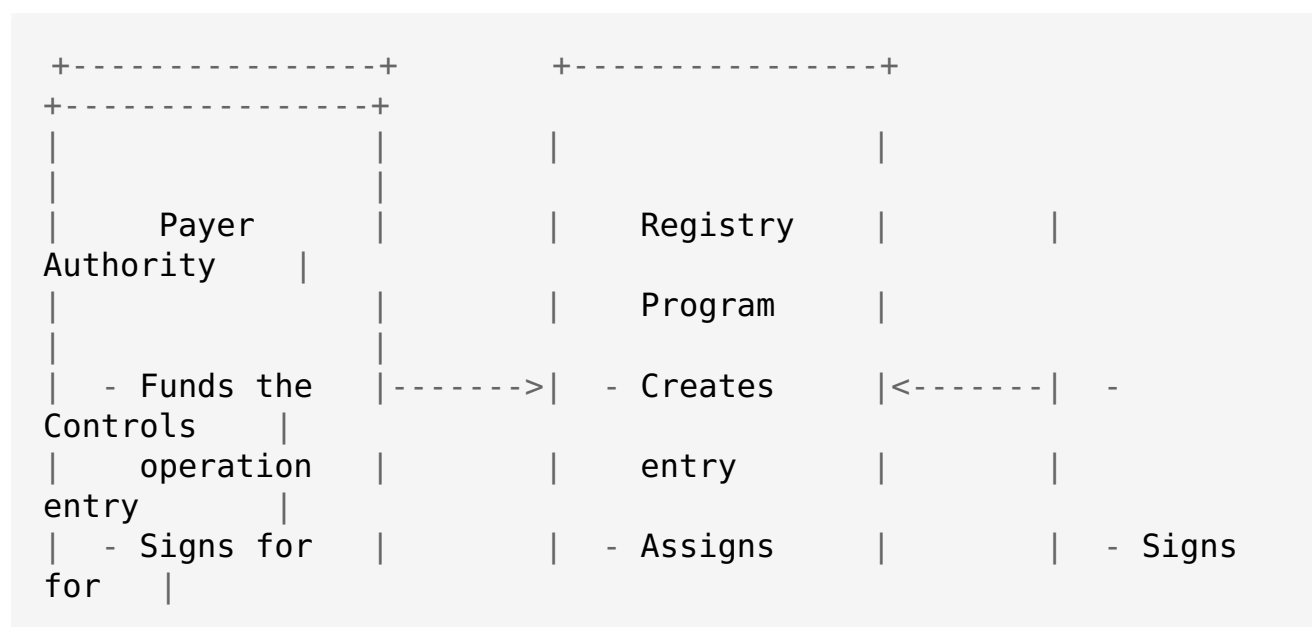 +----------------+        +----------------+
+----------------+
|                |        |                |
|                |
|     Payer      |        |    Registry    |        |
Authority    |
|                |        |    Program     |
|                |
|  - Funds the   |------->|  - Creates     |<-------|  -
Controls    |
|    operation   |        |    entry       |        |
entry       |
|  - Signs for   |        |  - Assigns     |        |  - Signs
for   |